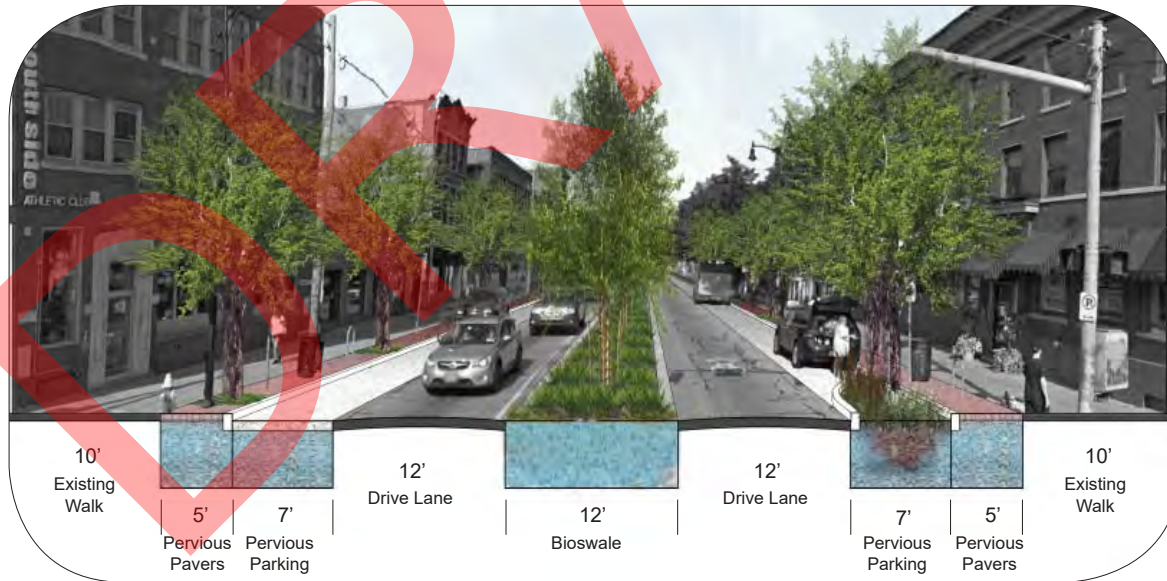 south side
ATHLETIC CLUB
P
10’
Existing
Walk
5’
Pervious
Pavers
7’
Pervious
Parking
12’
Drive Lane
12’
Bioswale
12’
Drive Lane
7’
Pervious
Parking
5’
Pervious
Pavers
10’
Existing
Walk